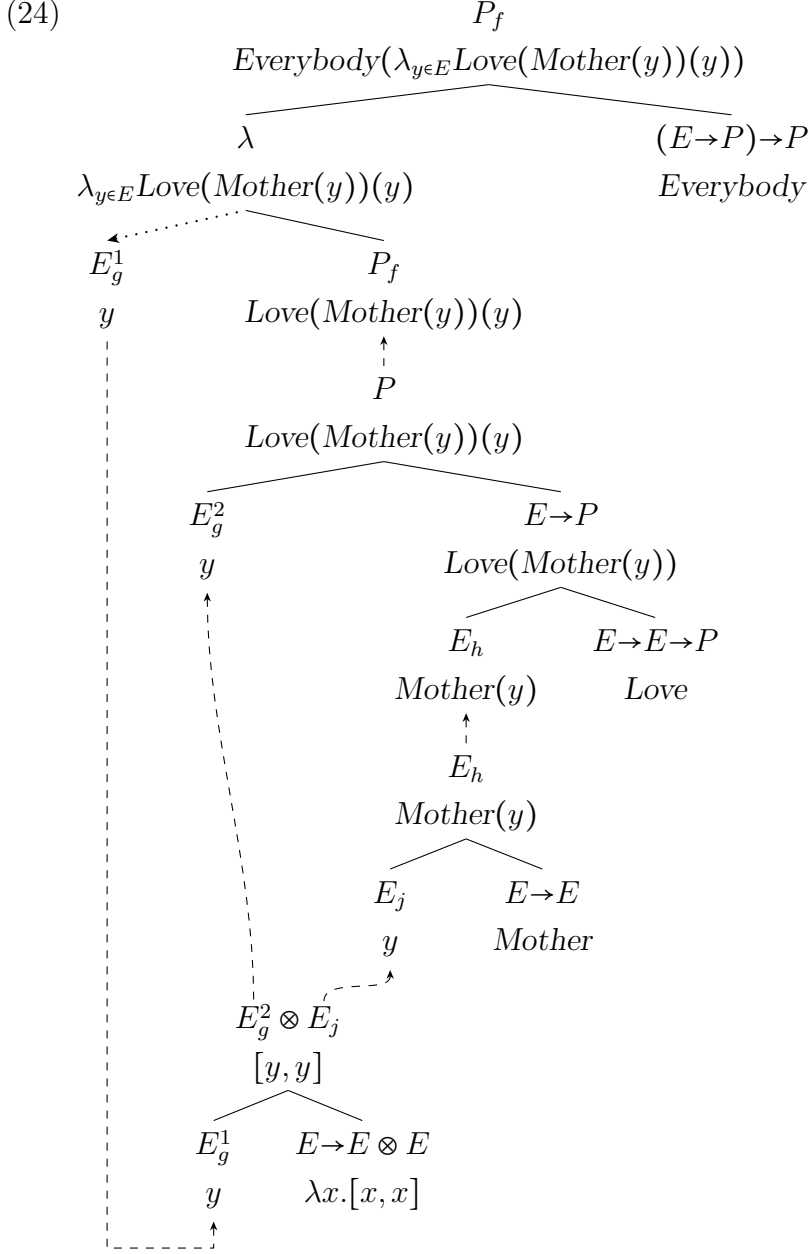 (24)
P_f
Everybody(λ_{y∈E}Love(Mother(y))(y))
λ (E→P)→P
λ_{y∈E}Love(Mother(y))(y) Everybody
E_g^1 P_f
y Love(Mother(y))(y)
P
Love(Mother(y))(y)
E_g^2 E→P
y Love(Mother(y))
E_h E→E→P
Mother(y) Love
E_h
Mother(y)
E_j E→E
y Mother
E_g^2 ⊗ E_j
[y, y]
E_g^1 E→E ⊗ E
y λx.[x, x]